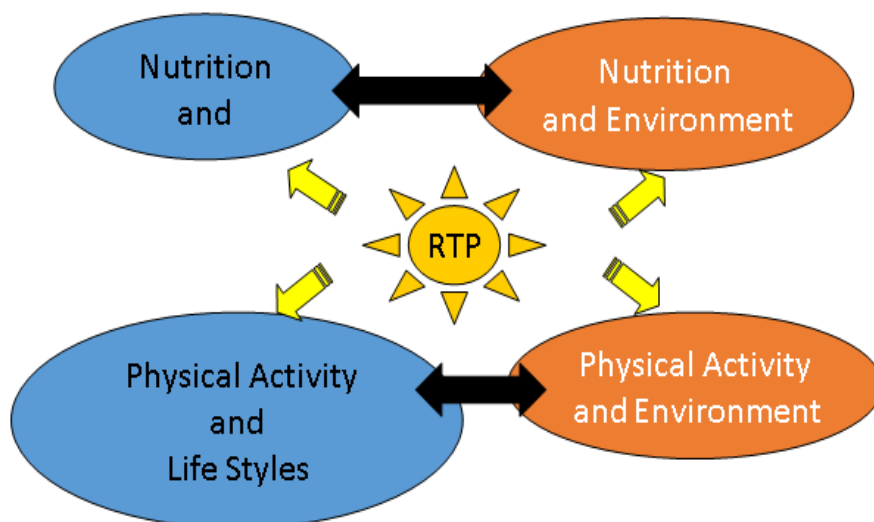 Nutrition
and
Nutrition
and Environment
RTP
Physical Activity
and
Life Styles
Physical Activity
and Environment